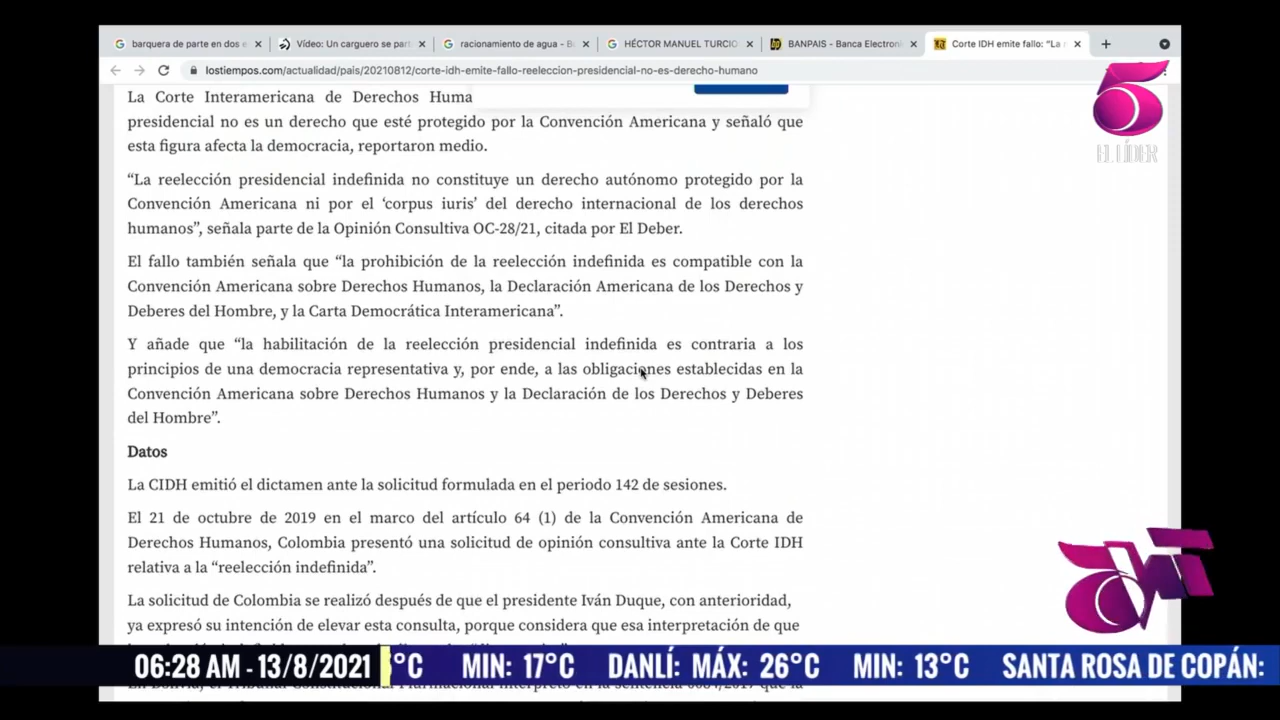 barquera de parte en dos e
Vídeo: Un carguero se part
racionamiento de agua - B
HÉCTOR MANUEL TURCIO
BANPAIS - Banca Electroni
Corte IDH emite fallo: “La r
lostiempos.com/actualidad/pais/20210812/corte-idh-emite-fallo-reeleccion-presidencial-no-es-derecho-humano
5
EL LÍDER
La Corte Interamericana de Derechos Huma
presidencial no es un derecho que esté protegido por la Convención Americana y señaló que
esta figura afecta la democracia, reportaron medio.
“La reelección presidencial indefinida no constituye un derecho autónomo protegido por la
Convención Americana ni por el ‘corpus iuris’ del derecho internacional de los derechos
humanos”, señala parte de la Opinión Consultiva OC-28/21, citada por El Deber.
El fallo también señala que “la prohibición de la reelección indefinida es compatible con la
Convención Americana sobre Derechos Humanos, la Declaración Americana de los Derechos y
Deberes del Hombre, y la Carta Democrática Interamericana”.
Y añade que “la habilitación de la reelección presidencial indefinida es contraria a los
principios de una democracia representativa y, por ende, a las obligaciones establecidas en la
Convención Americana sobre Derechos Humanos y la Declaración de los Derechos y Deberes
del Hombre”.
Datos
La CIDH emitió el dictamen ante la solicitud formulada en el periodo 142 de sesiones.
El 21 de octubre de 2019 en el marco del artículo 64 (1) de la Convención Americana de
Derechos Humanos, Colombia presentó una solicitud de opinión consultiva ante la Corte IDH
relativa a la “reelección indefinida”.
La solicitud de Colombia se realizó después de que el presidente Iván Duque, con anterioridad,
ya expresó su intención de elevar esta consulta, porque considera que esa interpretación de que
06:28 AM - 13/8/2021 °C MIN: 17°C DANLÍ: MÁX: 26°C MIN: 13°C SANTA ROSA DE COPÁN: